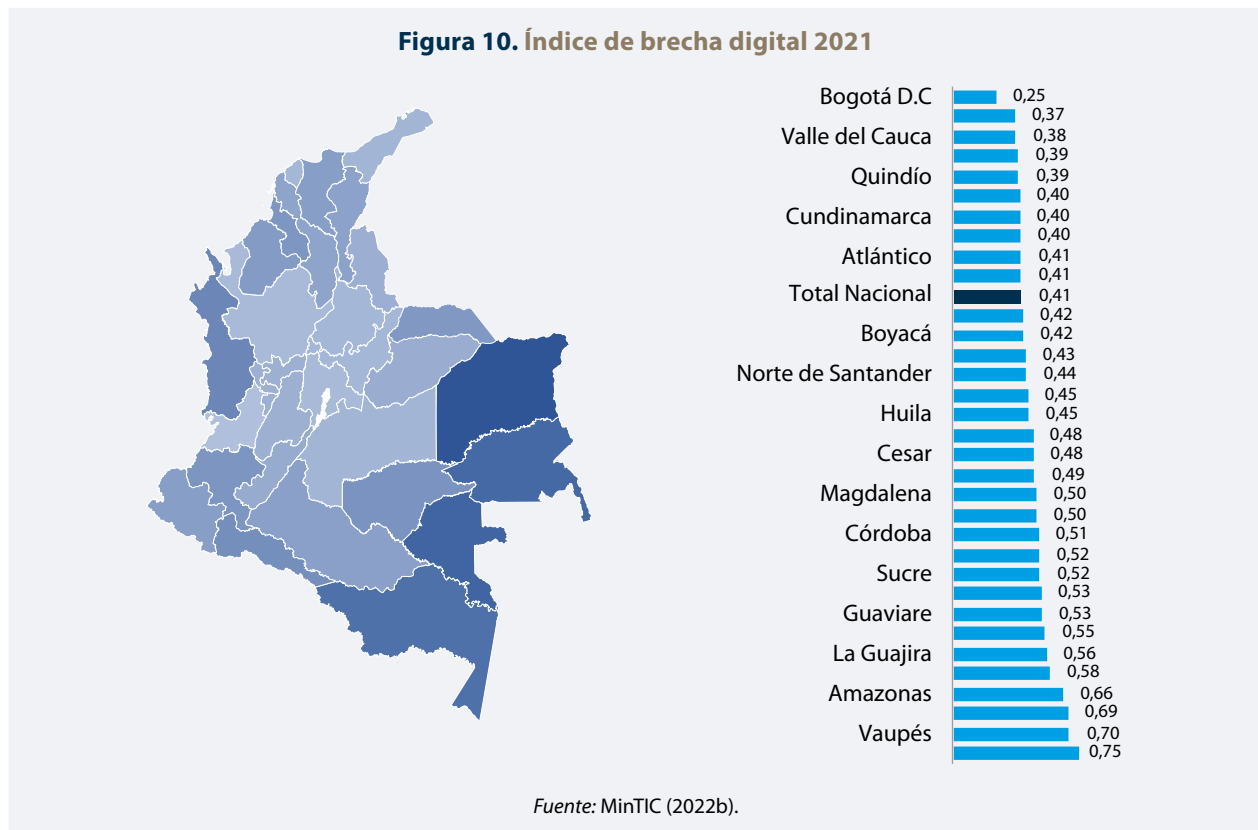 Figura 10. Índice de brecha digital 2021
Bogotá D.C 0,25
0,37
Valle del Cauca 0,38
0,39
Quindío 0,39
0,40
Cundinamarca 0,40
0,40
Atlántico 0,41
0,41
Total Nacional 0,41
0,42
Boyacá 0,42
0,43
Norte de Santander 0,44
0,45
Huila 0,45
0,48
Cesar 0,48
0,49
Magdalena 0,50
0,50
Córdoba 0,51
0,52
Sucre 0,52
0,53
Guaviare 0,53
0,55
La Guajira 0,56
0,58
Amazonas 0,66
0,69
Vaupés 0,70
0,75
Fuente: MinTIC (2022b).